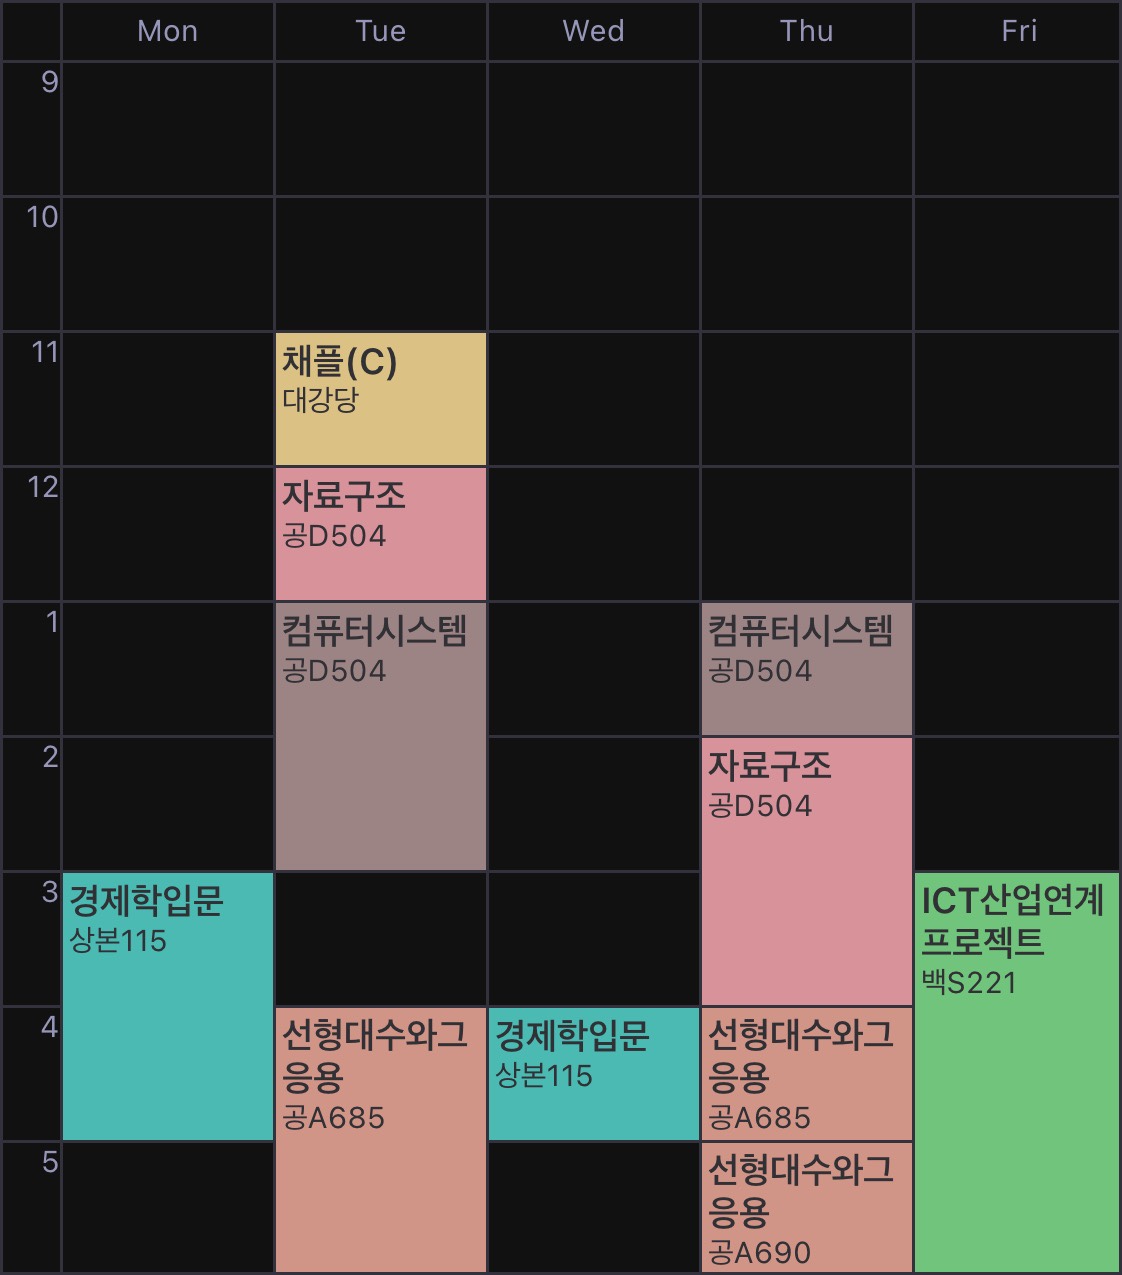 Mon Tue Wed Thu Fri
9
10
11
채플(C)
대강당
12
자료구조
공D504
1
컴퓨터시스템
공D504
컴퓨터시스템
공D504
2
자료구조
공D504
3
경제학입문
상본115
ICT산업연계
프로젝트
백S221
4
선형대수와그
응용
공A685
경제학입문
상본115
선형대수와그
응용
공A685
5
선형대수와그
응용
공A690